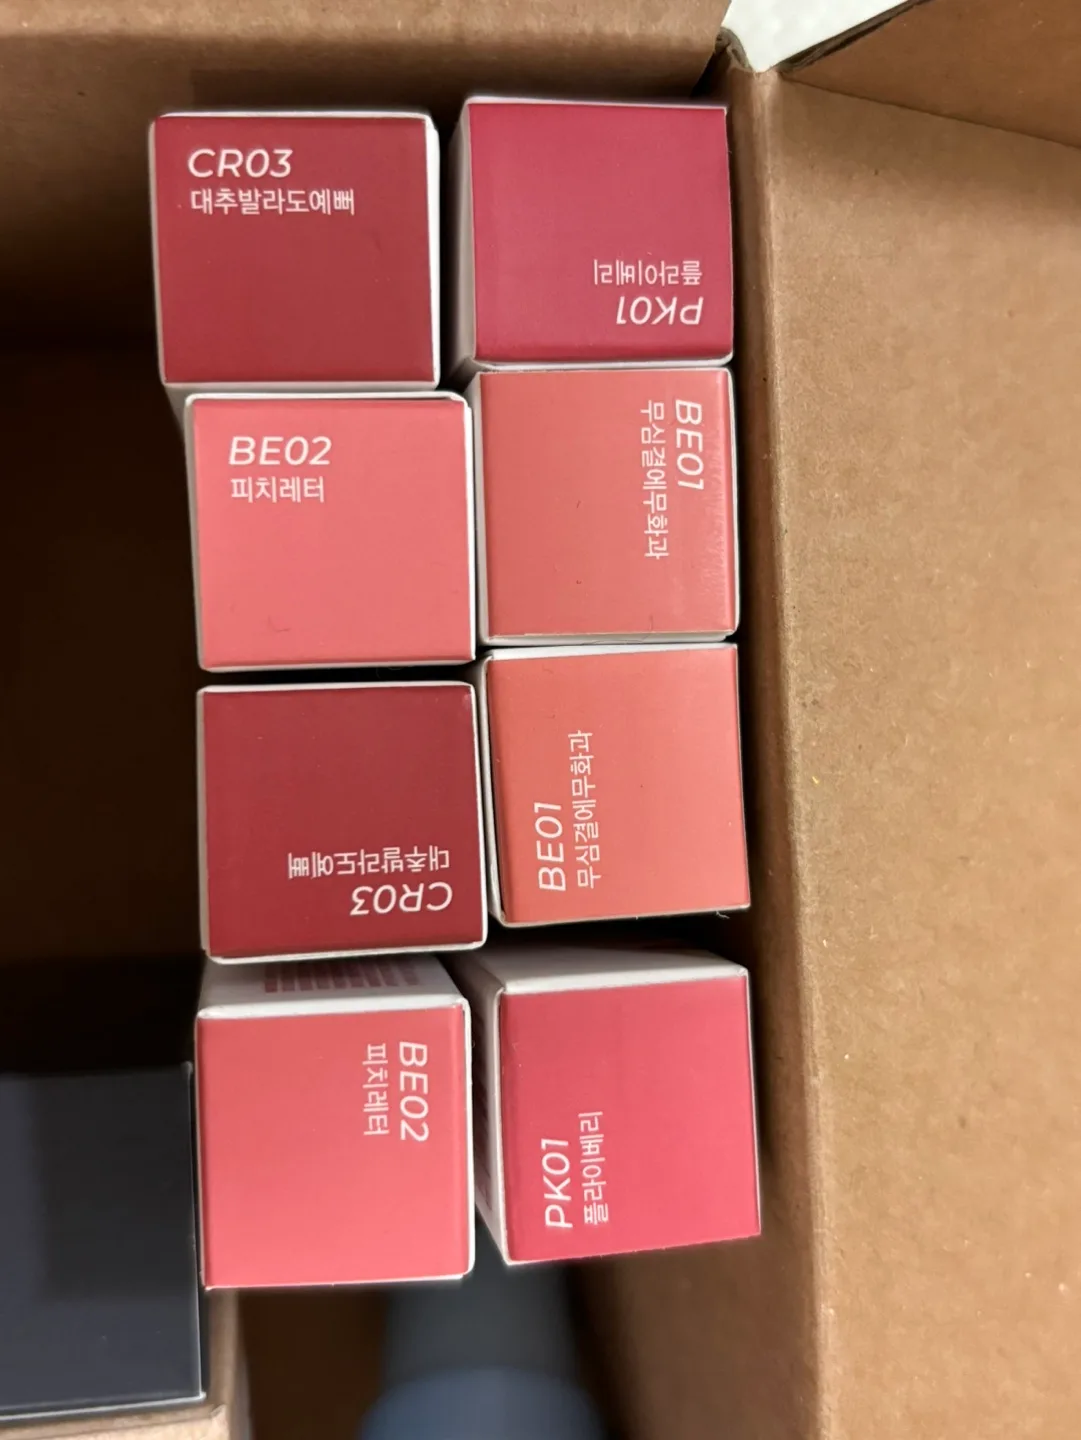 CR03
대추발라도예뻐
PK01
플라이베리
BE02
피치레터
BE01
무심결에무화과
CR03
대추발라도예뻐
BE01
무심결에무화과
BE02
피치레터
PK01
플라이베리